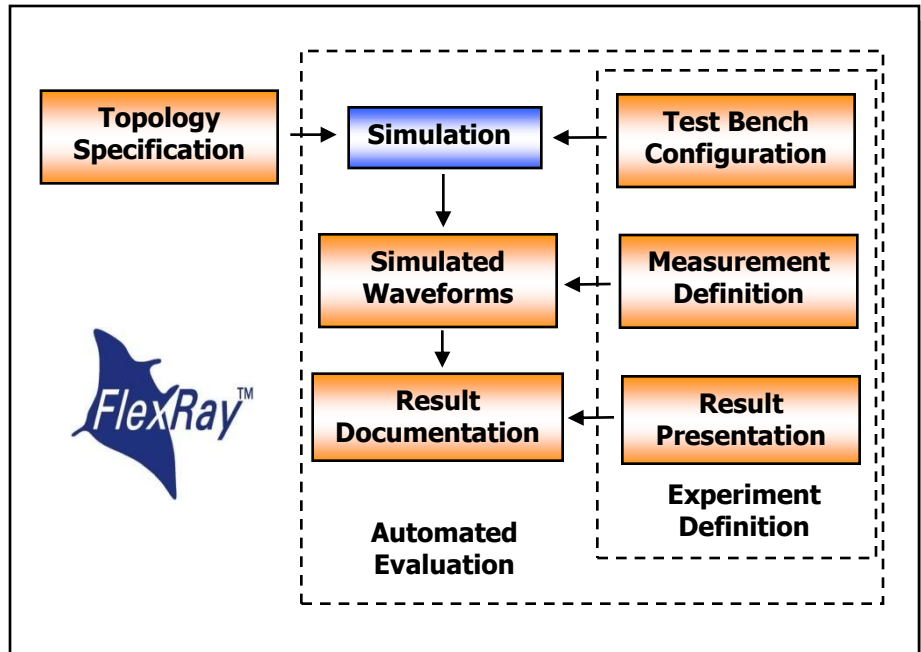 Topology
Specification
Simulation
Test Bench
Configuration
Simulated
Waveforms
Measurement
Definition
FlexRay™
Result
Documentation
Result
Presentation
Experiment
Definition
Automated
Evaluation